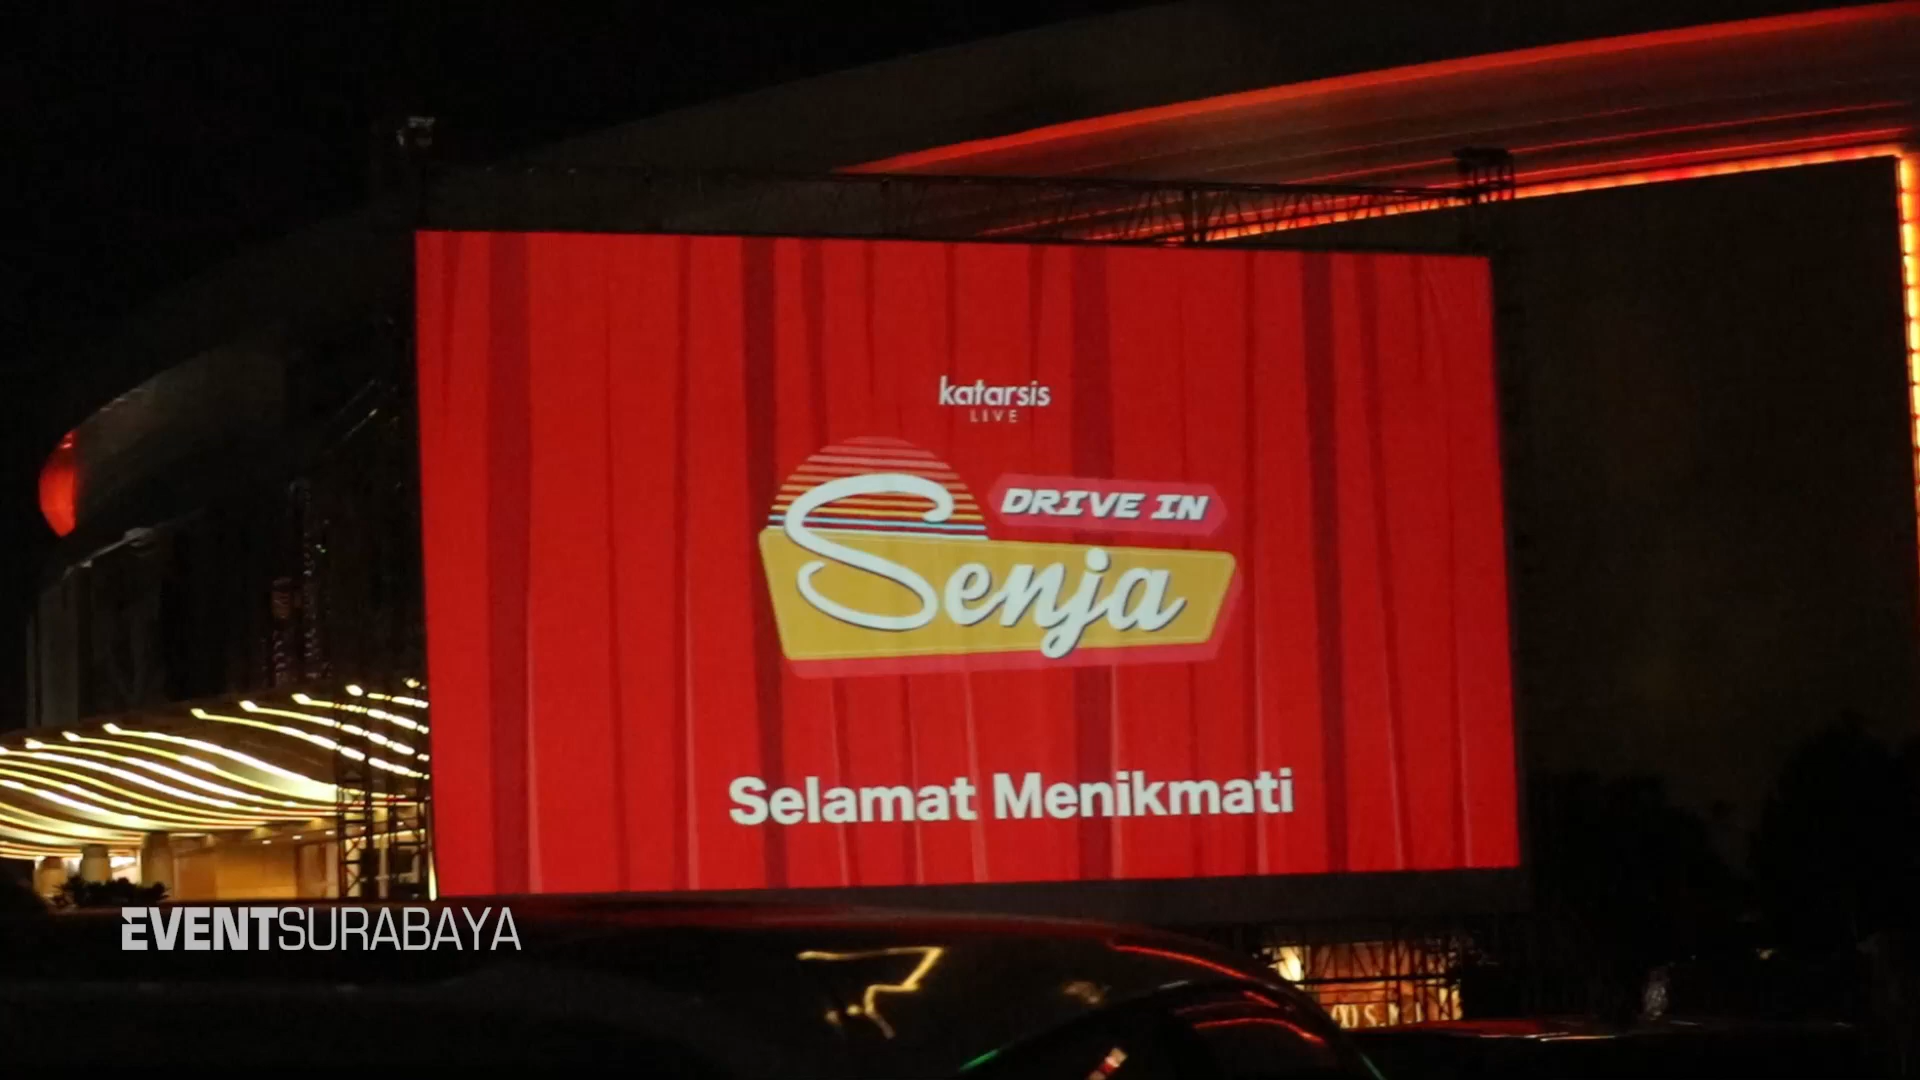 katarsis
LIVE
DRIVE IN
Senja
Selamat Menikmati
EVENTSURABAYA